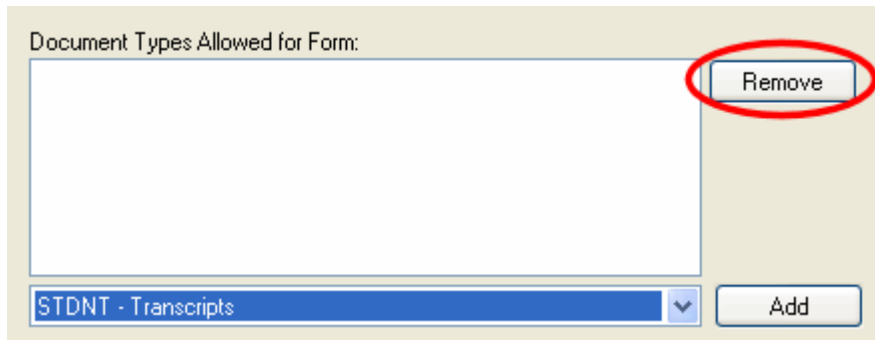 Document Types Allowed for Form:
Remove
STDNT - Transcripts
Add